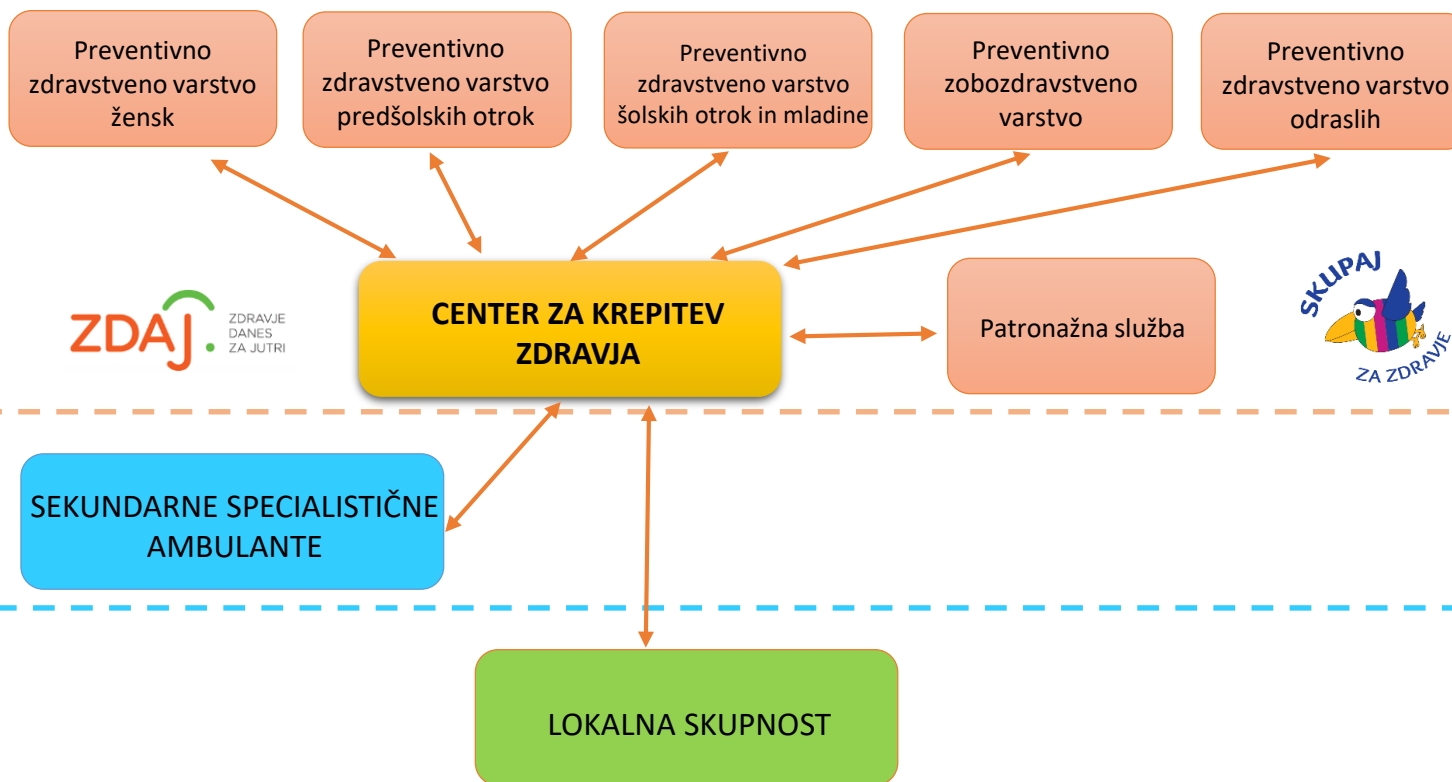 Preventivno
zdravstveno varstvo
žensk
Preventivno
zdravstveno varstvo
predšolskih otrok
Preventivno
zdravstveno varstvo
šolskih otrok in mladine
Preventivno
zobozdravstveno
varstvo
Preventivno
zdravstveno varstvo
odraslih
ZDAJ.
ZDRAVJE
DANES
ZA JUTRI
CENTER ZA KREPITEV
ZDRAVJA
Patronažna služba
SKUPAJ
ZA ZDRAVJE
SEKUNDARNE SPECIALISTIČNE
AMBULANTE
LOKALNA SKUPNOST